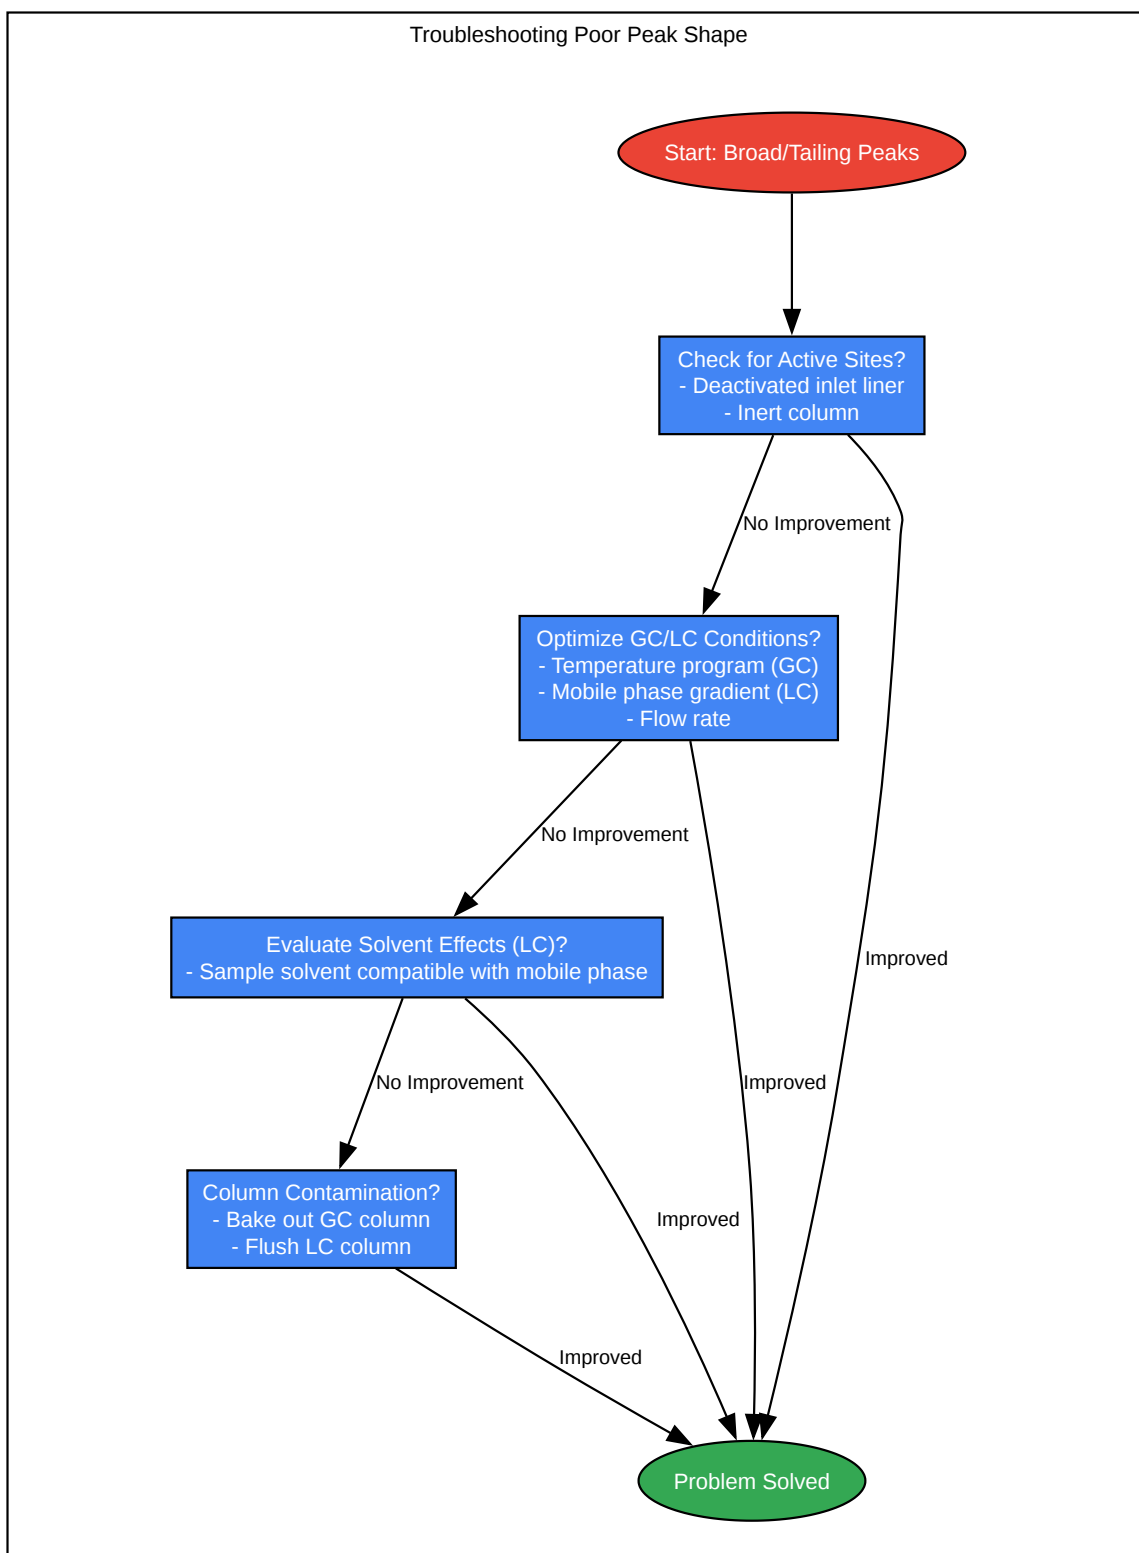 Troubleshooting Poor Peak Shape
Start: Broad/Tailing Peaks
Check for Active Sites?
- Deactivated inlet liner
- Inert column
No Improvement
Optimize GC/LC Conditions?
- Temperature program (GC)
- Mobile phase gradient (LC)
- Flow rate
No Improvement
Evaluate Solvent Effects (LC)?
- Sample solvent compatible with mobile phase
Improved
No Improvement
Improved
Column Contamination?
- Bake out GC column
- Flush LC column
Improved
Improved
Problem Solved